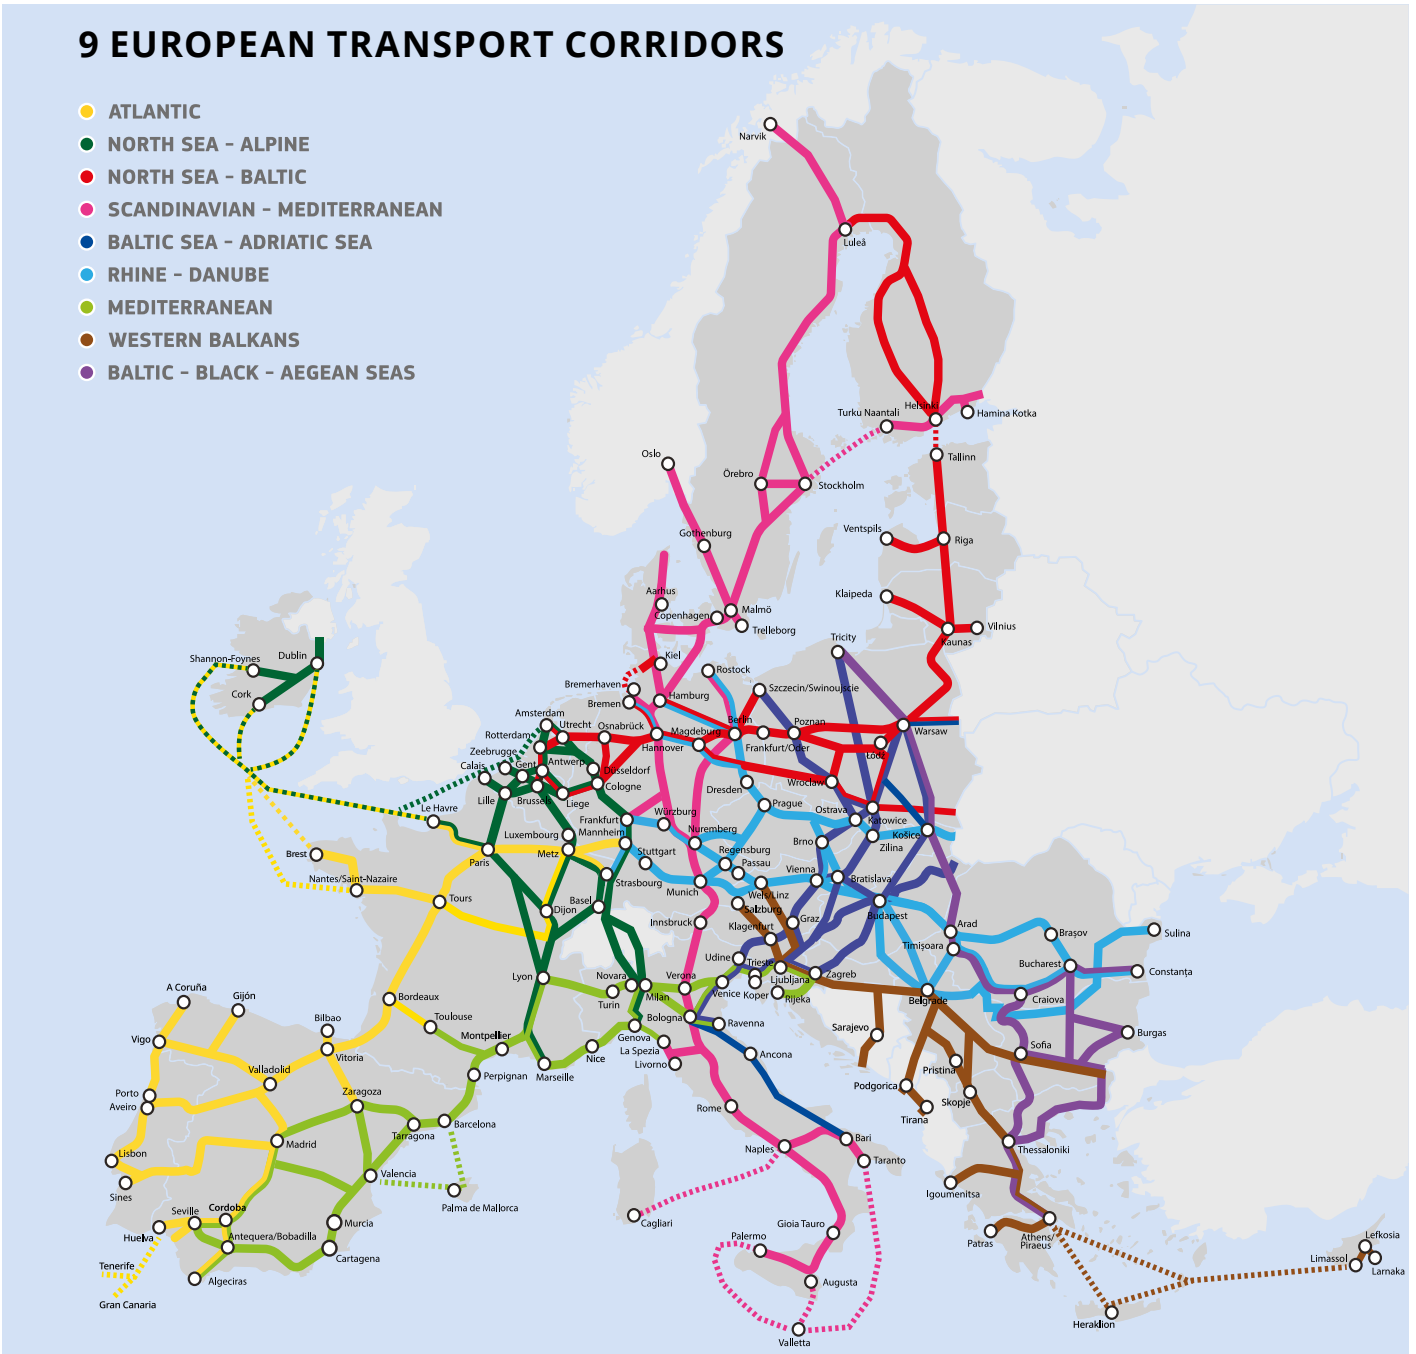 9 EUROPEAN TRANSPORT CORRIDORS
ATLANTIC
NORTH SEA – ALPINE
NORTH SEA – BALTIC
SCANDINAVIAN – MEDITERRANEAN
BALTIC SEA – ADRIATIC SEA
RHINE – DANUBE
MEDITERRANEAN
WESTERN BALKANS
BALTIC – BLACK – AEGEAN SEAS
Narvik
Luleå
Helsinki
Turku Naantali
Hamina Kotka
Oslo
Tallinn
Örebro
Stockholm
Gothenburg
Ventspils
Riga
Aarhus
Klaipeda
Copenhagen
Malmö
Trelleborg
Vilnius
Kaunas
Tricity
Shannon-Foynes
Dublin
Kiel
Rostock
Cork
Bremerhaven
Szczecin/Swinoujscie
Bremen
Hamburg
Amsterdam
Utrecht
Osnabrück
Magdeburg
Berlin
Poznan
Warsaw
Rotterdam
Hannover
Frankfurt/Oder
Zeebrugge
Łódź
Calais
Gent
Antwerp
Düsseldorf
Cologne
Dresden
Wrocław
Lille
Brussels
Liege
Prague
Le Havre
Frankfurt
Würzburg
Ostrava
Katowice
Luxembourg
Mannheim
Nuremberg
Košice
Brest
Paris
Metz
Stuttgart
Regensburg
Brno
Zilina
Passau
Nantes/Saint-Nazaire
Strasbourg
Munich
Vienna
Bratislava
Tours
Wels/Linz
Dijon
Basel
Salzburg
Budapest
Innsbruck
Klagenfurt
Graz
Arad
Brașov
Sulina
Timișoara
Udine
Trieste
Lyon
Novara
Verona
Ljubljana
Zagreb
Bucharest
Constanța
A Coruña
Gijón
Bordeaux
Turin
Milan
Venice
Koper
Rijeka
Belgrade
Craiova
Bilbao
Toulouse
Bologna
Ravenna
Sarajevo
Burgas
Vigo
Vitoria
Montpellier
Genova
La Spezia
Ancona
Sofia
Valladolid
Perpignan
Marseille
Nice
Livorno
Pristina
Porto
Zaragoza
Podgorica
Aveiro
Rome
Skopje
Tirana
Tarragona
Barcelona
Madrid
Naples
Bari
Thessaloniki
Lisbon
Valencia
Taranto
Sines
Palma de Mallorca
Igoumenitsa
Seville
Cordoba
Murcia
Cagliari
Gioia Tauro
Huelva
Antequera/Bobadilla
Palermo
Patras
Athens/
Piraeus
Lefkosia
Cartagena
Limassol
Larnaka
Tenerife
Algeciras
Augusta
Gran Canaria
Heraklion
Valletta